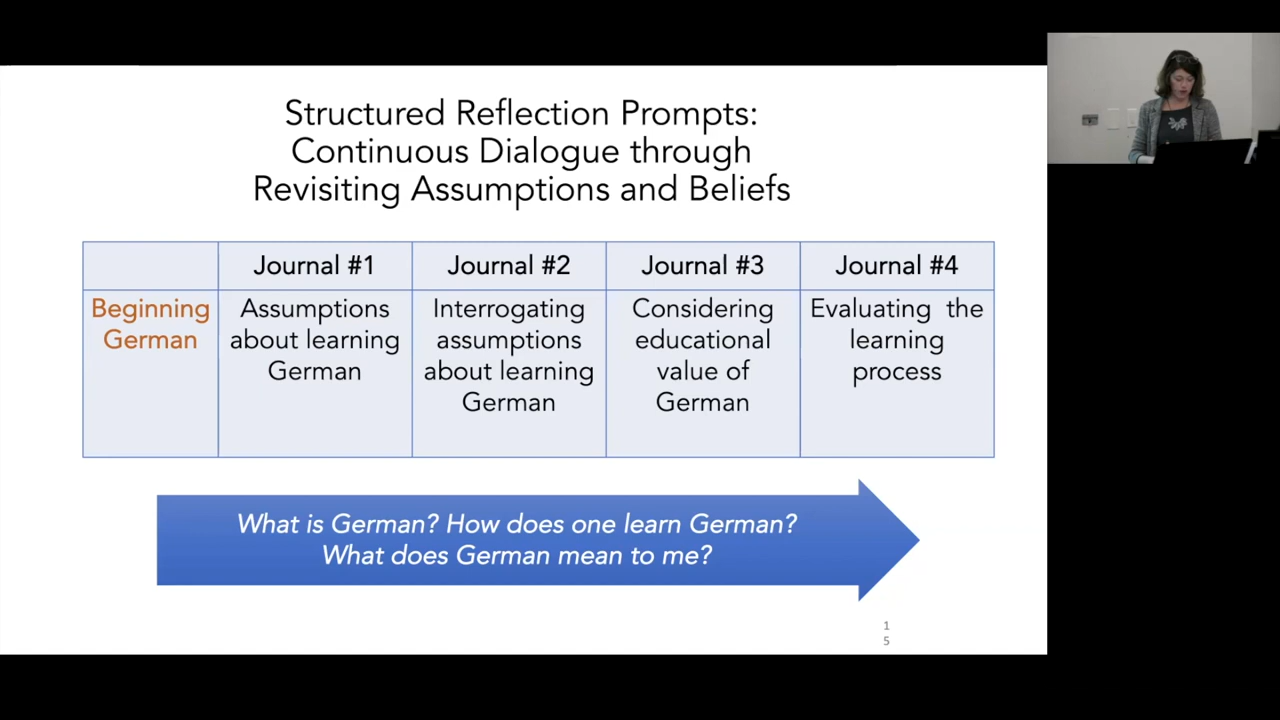 Structured Reflection Prompts:
Continuous Dialogue through
Revisiting Assumptions and Beliefs
Journal #1
Journal #2
Journal #3
Journal #4
Beginning
German
Assumptions
about learning
German
Interrogating
assumptions
about learning
German
Considering
educational
value of
German
Evaluating the
learning
process
What is German? How does one learn German?
What does German mean to me?
1
5